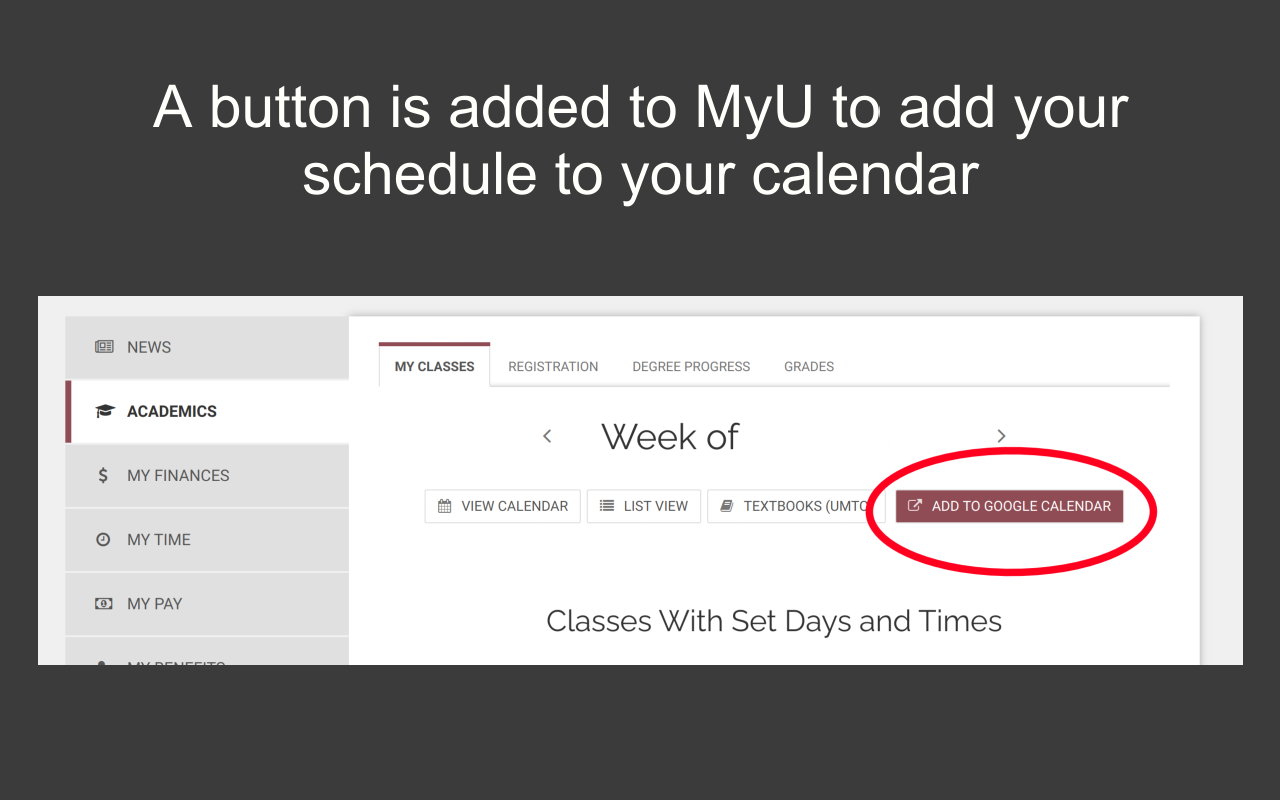 A button is added to MyU to add your
schedule to your calendar
NEWS
ACADEMICS
MY FINANCES
MY TIME
MY PAY
MY BENEFITS
MY CLASSES REGISTRATION DEGREE PROGRESS GRADES
Week of
VIEW CALENDAR LIST VIEW TEXTBOOKS (UMTC ADD TO GOOGLE CALENDAR
Classes With Set Days and Times